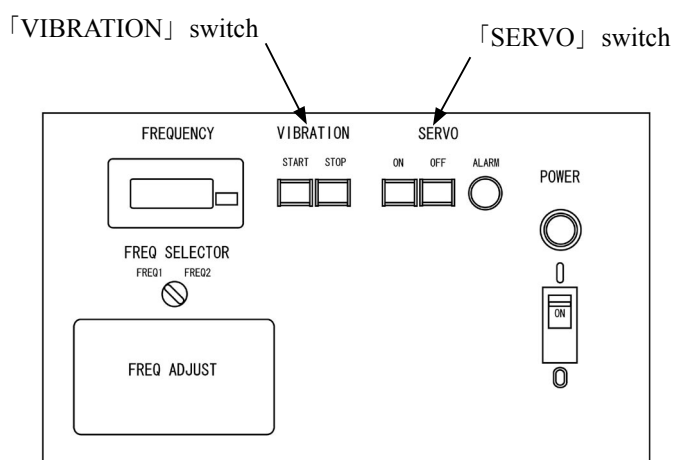 「VIBRATION」 switch
「SERVO」 switch
FREQUENCY
VIBRATION
SERVO
START STOP
ON OFF ALARM
POWER
FREQ SELECTOR
FREQ1 FREQ2
ON
FREQ ADJUST